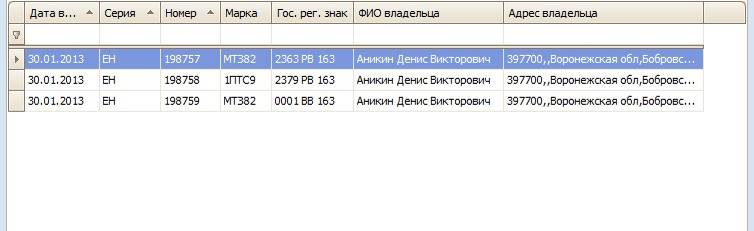 Дата в... Серия Номер Марка Гос. рег. знак ФИО владельца Адрес владельца
30.01.2013 ЕН 198757 МТЗ82 2363 РВ 163 Аникин Денис Викторович 397700,,Воронежская обл,Бобровс...
30.01.2013 ЕН 198758 1ПТС9 2379 РВ 163 Аникин Денис Викторович 397700,,Воронежская обл,Бобровс...
30.01.2013 ЕН 198759 МТЗ82 0001 ВВ 163 Аникин Денис Викторович 397700,,Воронежская обл,Бобровс...